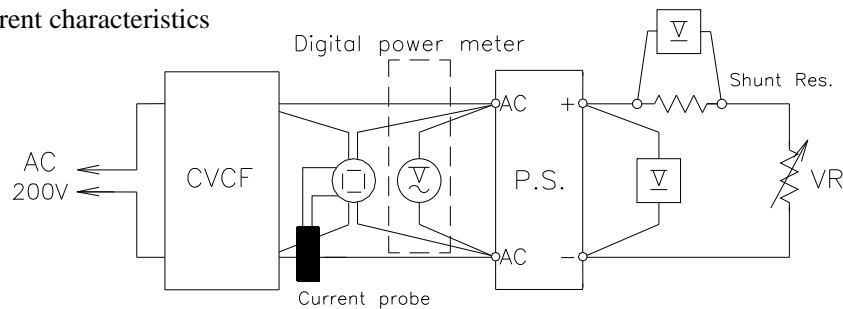 rent characteristics
Digital power meter
V
Shunt Res.
AC
+
AC
200V
CVCF
V
P.S.
V
VR
AC
−
Current probe